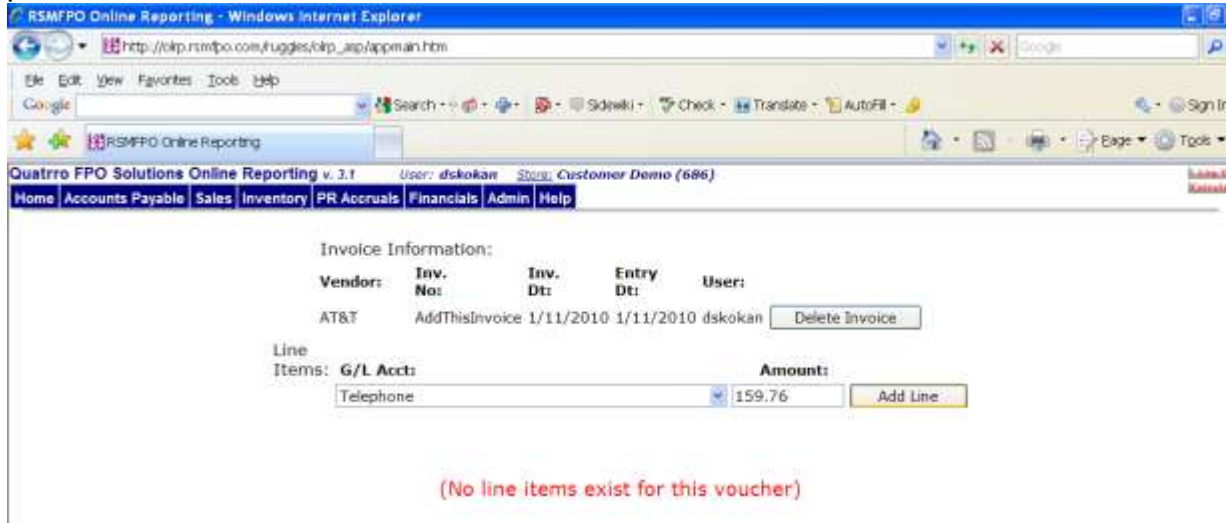 RSMFPO Online Reporting - Windows Internet Explorer
http://olrp.rsmfpo.com/ruggles/olrp_asp/appmain.htm Google
File Edit View Favorites Tools Help
Google Search Sidewiki Check Translate AutoFill Sign In
RSMFPO Online Reporting Page Tools
Quatrro FPO Solutions Online Reporting v. 3.1 User: dskokan Store: Customer Demo (686)
Home Accounts Payable Sales Inventory PR Accruals Financials Admin Help
Invoice Information:
Vendor: Inv. No: Inv. Dt: Entry Dt: User:
AT&T AddThisInvoice 1/11/2010 1/11/2010 dskokan Delete Invoice
Line Items: G/L Acct: Amount:
Telephone 159.76 Add Line
(No line items exist for this voucher)